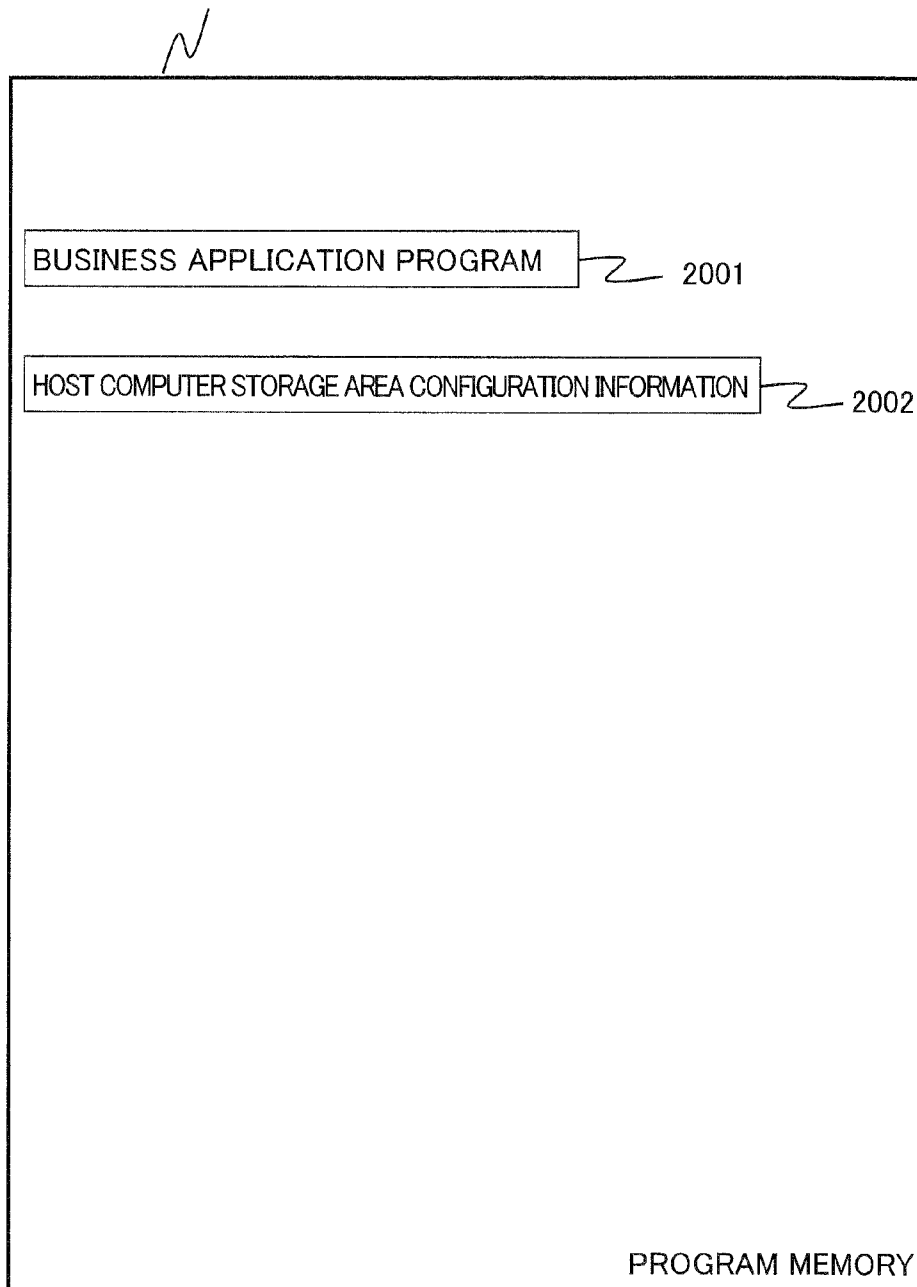 BUSINESS APPLICATION PROGRAM
2001
HOST COMPUTER STORAGE AREA CONFIGURATION INFORMATION
2002
PROGRAM MEMORY